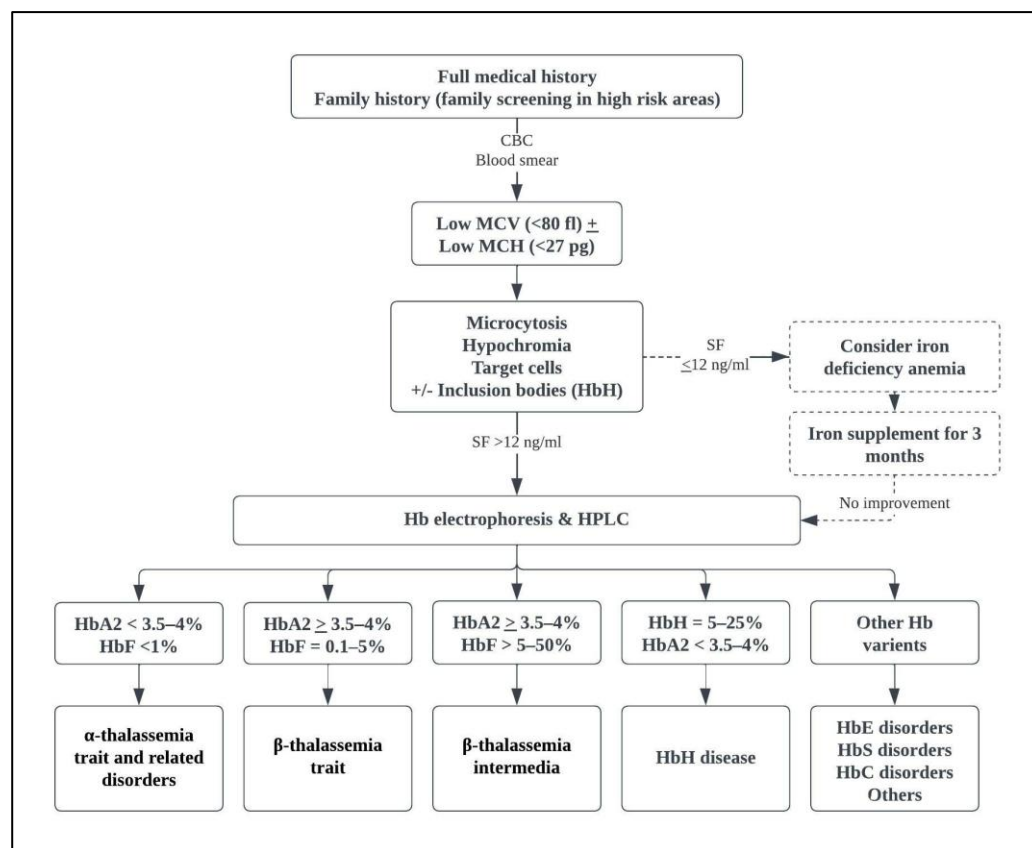 Full medical history
Family history (family screening in high risk areas)
CBC
Blood smear
Low MCV (<80 fl) ±
Low MCH (<27 pg)
Microcytosis
Hypochromia
Target cells
+/- Inclusion bodies (HbH)
SF
≤12 ng/ml
Consider iron
deficiency anemia
Iron supplement for 3
months
SF >12 ng/ml
No improvement
Hb electrophoresis & HPLC
HbA2 < 3.5–4%
HbF <1%
HbA2 ≥ 3.5–4%
HbF = 0.1–5%
HbA2 ≥ 3.5–4%
HbF > 5–50%
HbH = 5–25%
HbA2 < 3.5–4%
Other Hb
varients
α-thalassemia
trait and related
disorders
β-thalassemia
trait
β-thalassemia
intermedia
HbH disease
HbE disorders
HbS disorders
HbC disorders
Others